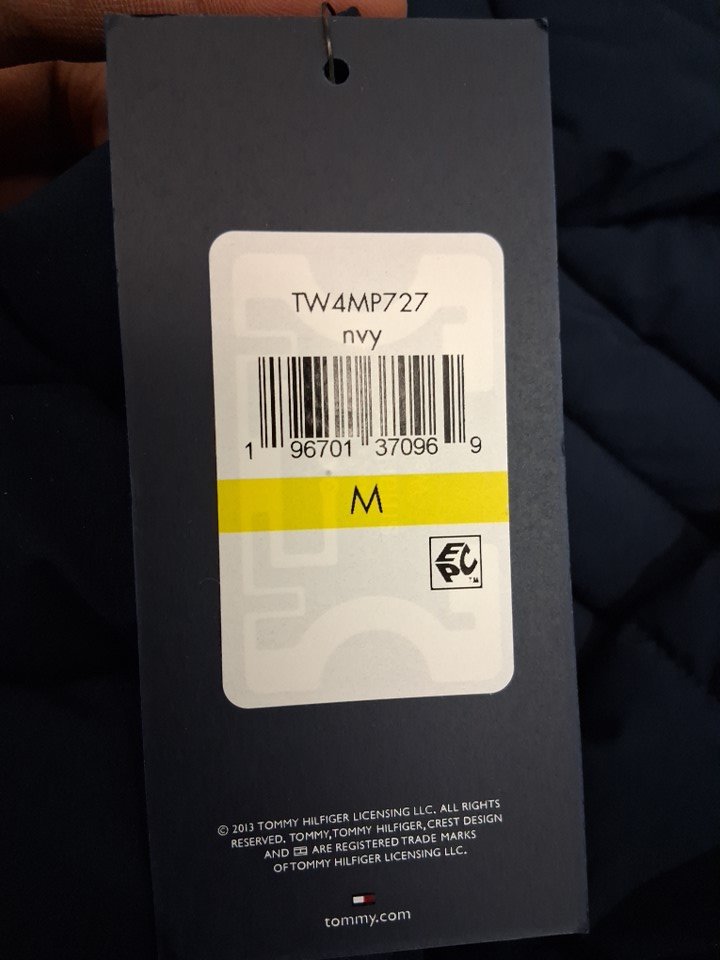 TW4MP727
nvy
1 96701 37096 9
M
EPC™
© 2013 TOMMY HILFIGER LICENSING LLC. ALL RIGHTS
RESERVED. TOMMY, TOMMY HILFIGER, CREST DESIGN
AND ARE REGISTERED TRADE MARKS
OF TOMMY HILFIGER LICENSING LLC.
tommy.com